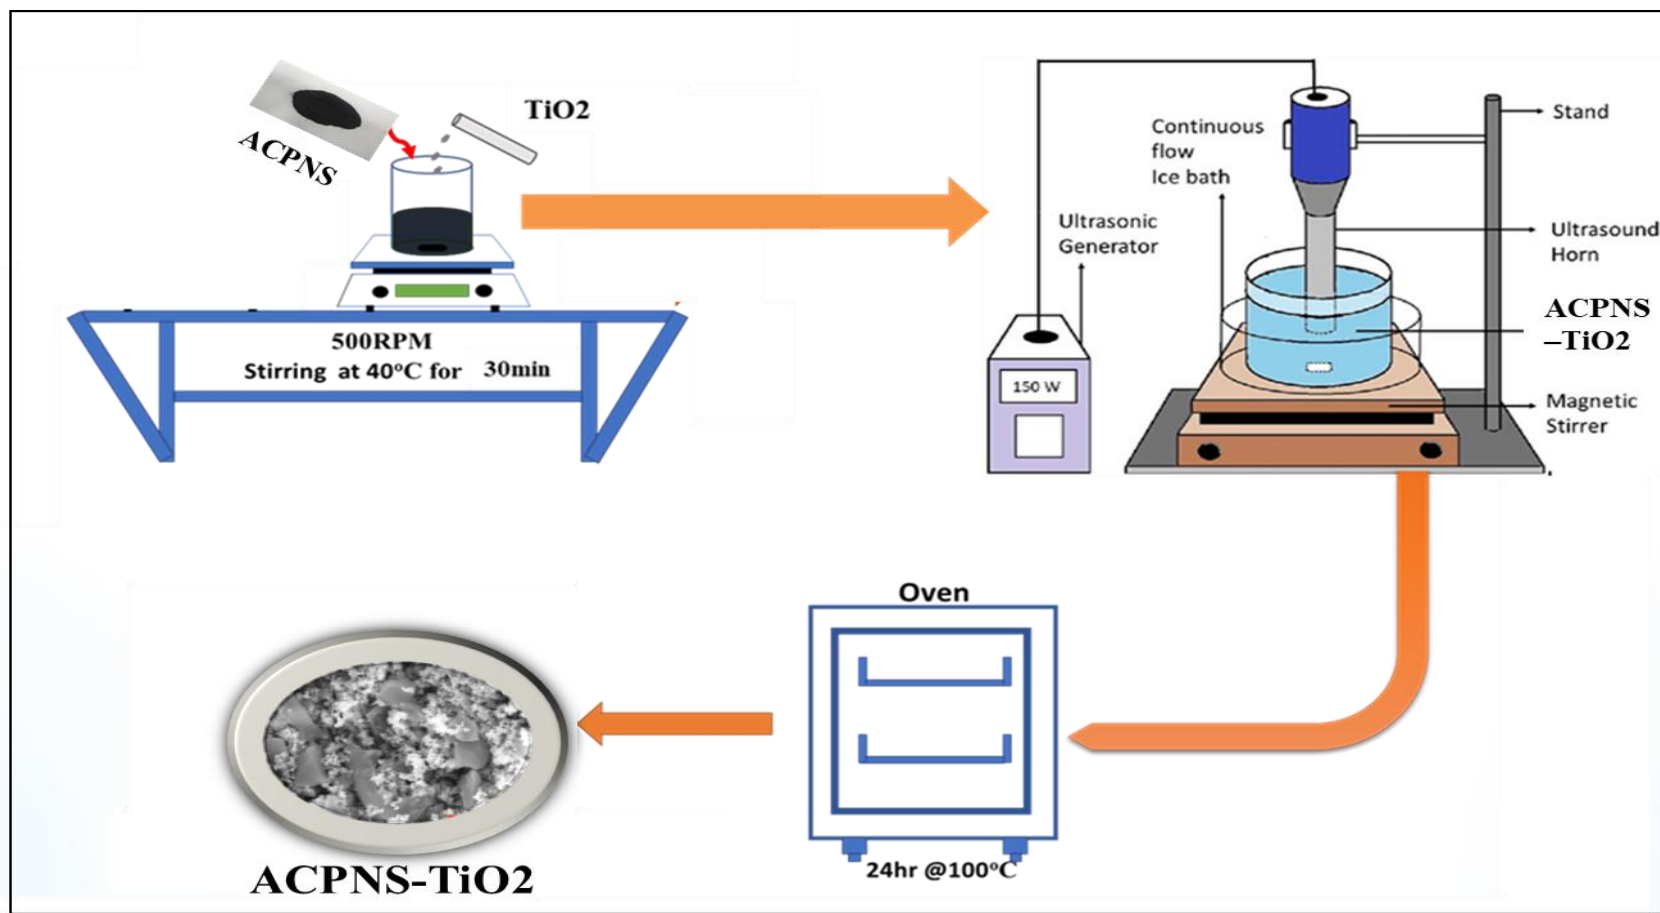 ACPNS
TiO2
500RPM
Stirring at 40°C for 30min
Continuous
flow
Ice bath
Ultrasonic
Generator
150 W
Stand
Ultrasound
Horn
ACPNS
–TiO2
Magnetic
Stirrer
Oven
24hr @100°C
ACPNS-TiO2